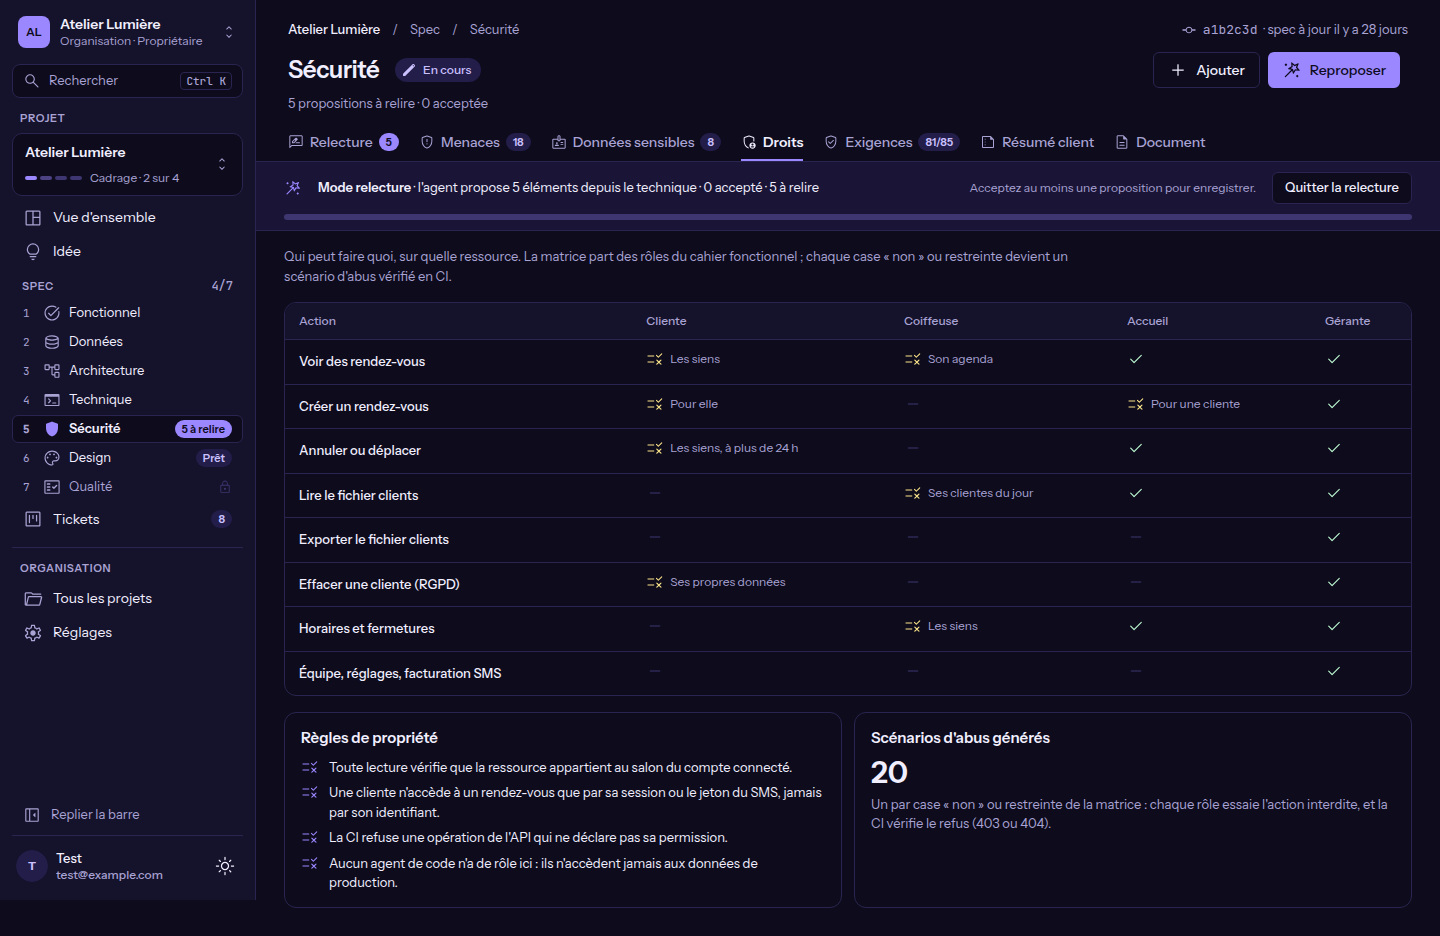 AL
Atelier Lumière
Organisation · Propriétaire
Rechercher
Ctrl K
PROJET
Atelier Lumière
Cadrage · 2 sur 4
Vue d'ensemble
Idée
SPEC 4/7
1 Fonctionnel
2 Données
3 Architecture
4 Technique
5 Sécurité 5 à relire
6 Design Prêt
7 Qualité
Tickets 8
ORGANISATION
Tous les projets
Réglages
Replier la barre
T
Test
test@example.com
Atelier Lumière / Spec / Sécurité
a1b2c3d · spec à jour il y a 28 jours
Sécurité
En cours
Ajouter
Reproposer
5 propositions à relire · 0 acceptée
Relecture 5 Menaces 18 Données sensibles 8 Droits Exigences 81/85 Résumé client Document
Mode relecture · l'agent propose 5 éléments depuis le technique · 0 accepté · 5 à relire
Acceptez au moins une proposition pour enregistrer.
Quitter la relecture
Qui peut faire quoi, sur quelle ressource. La matrice part des rôles du cahier fonctionnel ; chaque case « non » ou restreinte devient un
scénario d'abus vérifié en CI.
Action Cliente Coiffeuse Accueil Gérante
Voir des rendez-vous Les siens Son agenda
Créer un rendez-vous Pour elle — Pour une cliente
Annuler ou déplacer Les siens, à plus de 24 h —
Lire le fichier clients — Ses clientes du jour
Exporter le fichier clients — — —
Effacer une cliente (RGPD) Ses propres données — —
Horaires et fermetures — Les siens
Équipe, réglages, facturation SMS — — —
Règles de propriété
Toute lecture vérifie que la ressource appartient au salon du compte connecté.
Une cliente n'accède à un rendez-vous que par sa session ou le jeton du SMS, jamais
par son identifiant.
La CI refuse une opération de l'API qui ne déclare pas sa permission.
Aucun agent de code n'a de rôle ici : ils n'accèdent jamais aux données de
production.
Scénarios d'abus générés
20
Un par case « non » ou restreinte de la matrice : chaque rôle essaie l'action interdite, et la
CI vérifie le refus (403 ou 404).